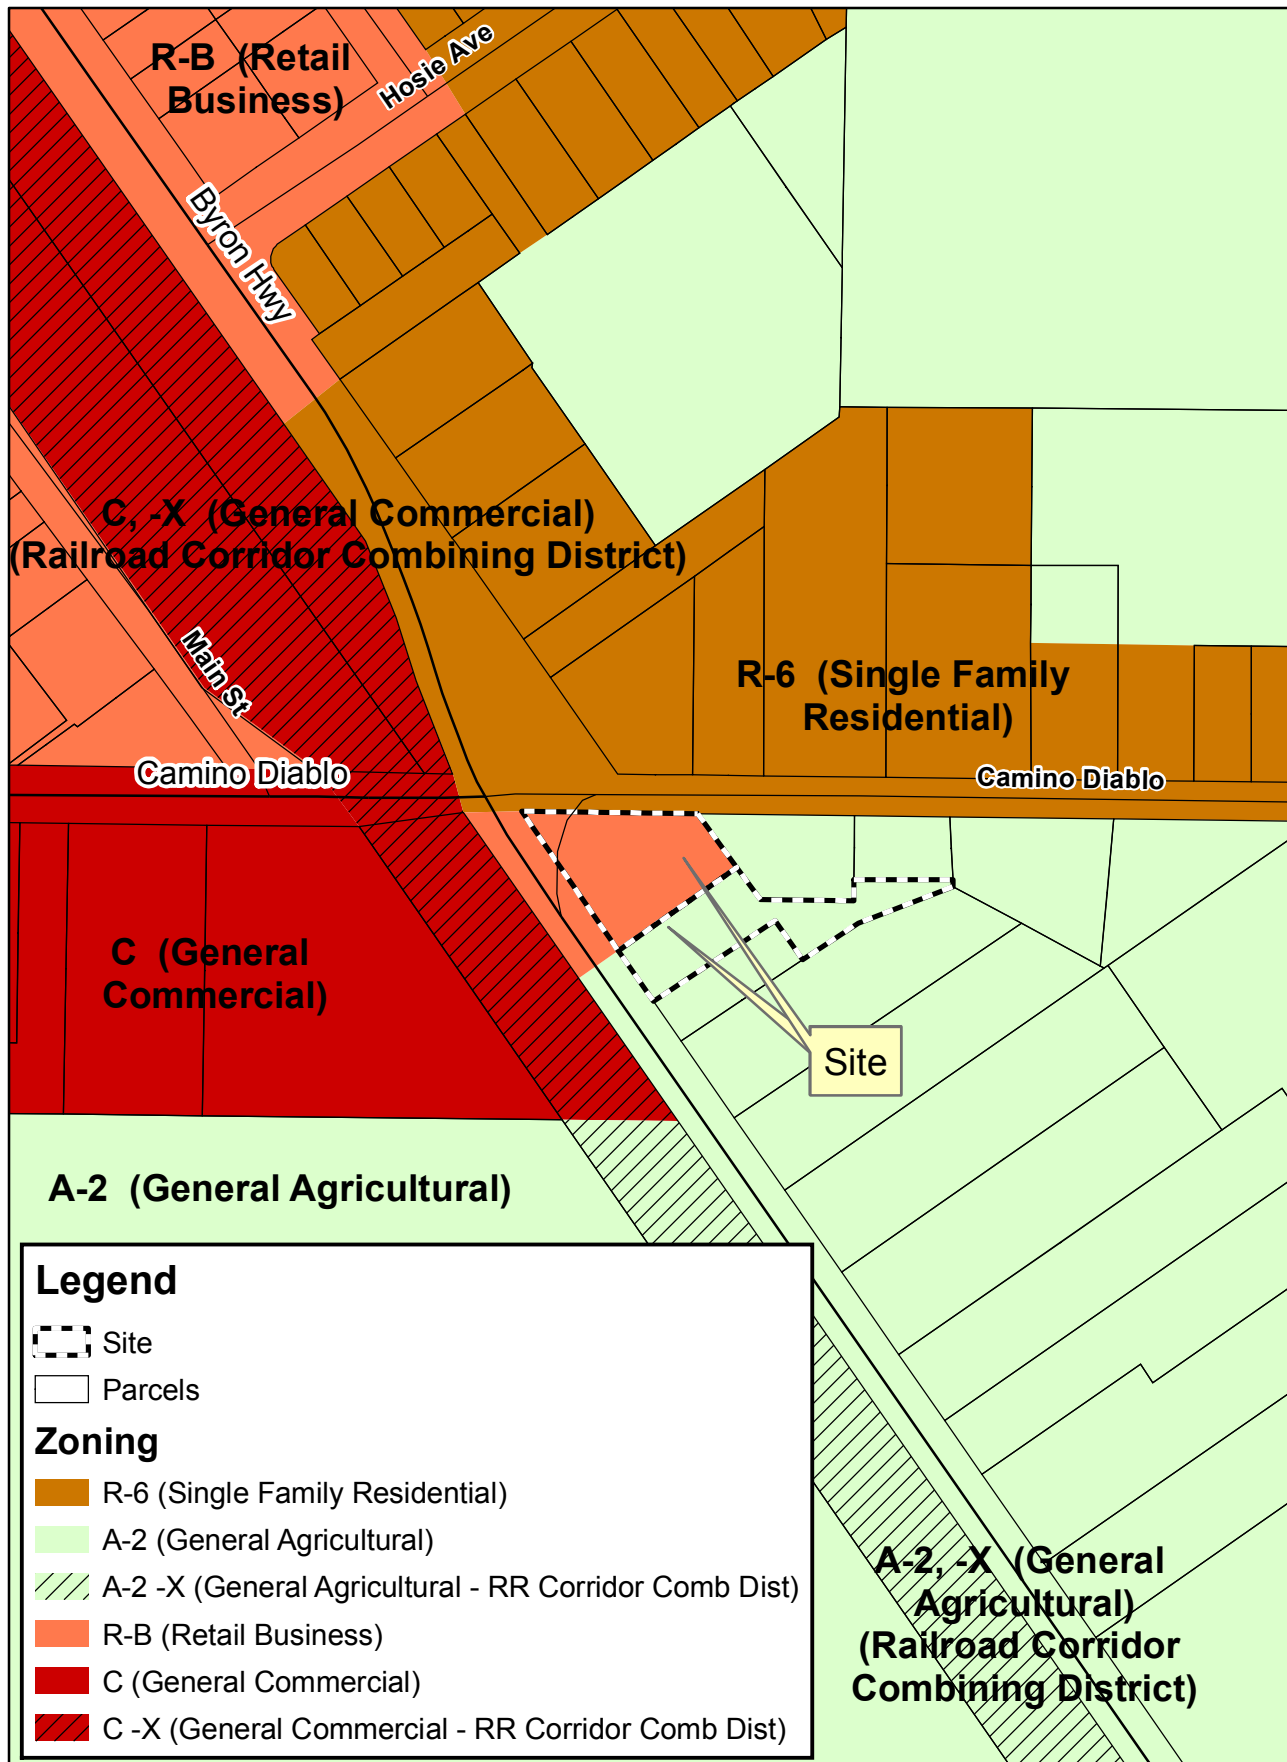 R-B (Retail
Business)
Hosie Ave
Byron Hwy
C, -X (General Commercial)
(Railroad Corridor Combining District)
Main St
R-6 (Single Family
Residential)
Camino Diablo
Camino Diablo
C (General
Commercial)
Site
A-2 (General Agricultural)
Legend
Site
Parcels
Zoning
R-6 (Single Family Residential)
A-2 (General Agricultural)
A-2 -X (General Agricultural - RR Corridor Comb Dist)
R-B (Retail Business)
C (General Commercial)
C -X (General Commercial - RR Corridor Comb Dist)
A-2, -X (General
Agricultural)
(Railroad Corridor
Combining District)